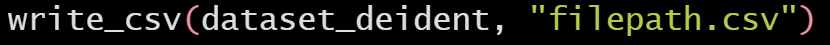 write_csv(dataset_deident, "filepath.csv")